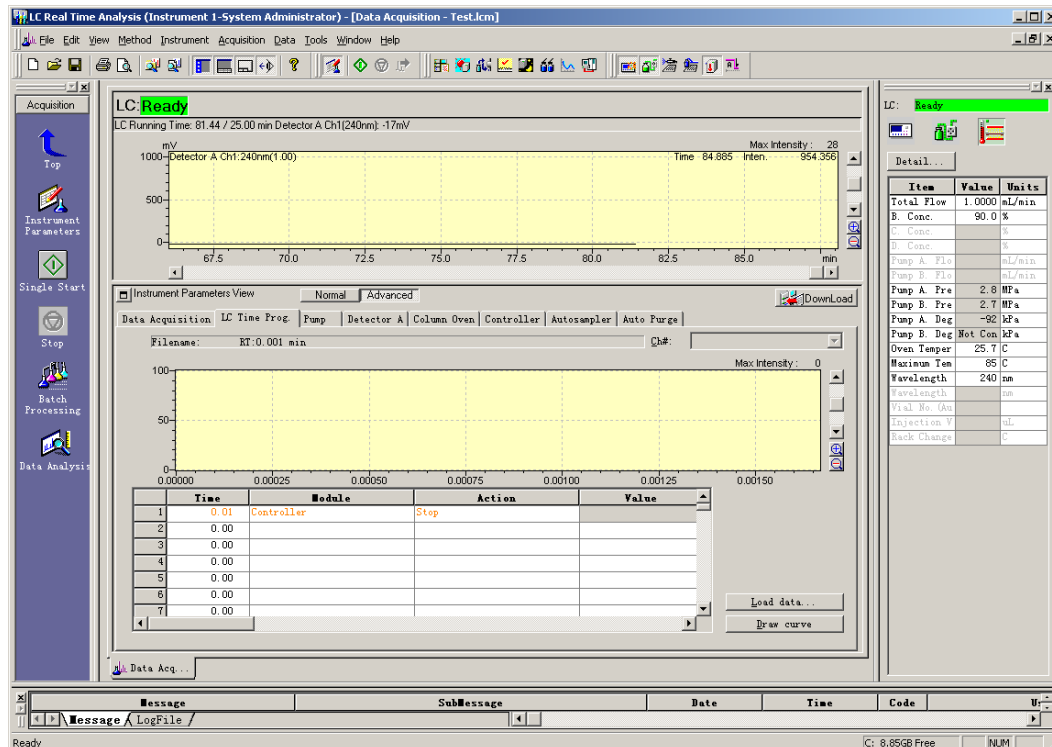 LC Real Time Analysis (Instrument 1-System Administrator) - [Data Acquisition - Test.lcm]
File Edit View Method Instrument Acquisition Data Tools Window Help
Acquisition
Top
Instrument
Parameters
Single Start
Stop
Batch
Processing
Data Analysis
LC: Ready
LC Running Time: 81.44 / 25.00 min Detector A Ch1(240nm): -17mV
mV
Max Intensity : 28
1000
Detector A Ch1:240nm(1.00)
Time 84.885 Inten. 954.356
500
0
67.5 70.0 72.5 75.0 77.5 80.0 82.5 85.0 min
Instrument Parameters View Normal Advanced DownLoad
Data Acquisition LC Time Prog. Pump Detector A Column Oven Controller Autosampler Auto Purge
Filename: RT:0.001 min Ch#:
Max Intensity : 0
100
50
0
0.00000 0.00025 0.00050 0.00075 0.00100 0.00125 0.00150
Time Module Action Value
1 0.01 Controller Stop
2 0.00
3 0.00
4 0.00
5 0.00
6 0.00
7 0.00
Load data...
Draw curve
Data Acq...
LC: Ready
Detail...
Item Value Units
Total Flow 1.0000 mL/min
B. Conc. 90.0 %
C. Conc. %
D. Conc. %
Pump A. Flo mL/min
Pump B. Flo mL/min
Pump A. Pre 2.8 MPa
Pump B. Pre 2.7 MPa
Pump A. Deg -92 kPa
Pump B. Deg Not Con kPa
Oven Temper 25.7 C
Maximum Tem 85 C
Wavelength 240 nm
Wavelength nm
Vial No. (Au
Injection V uL
Rack Change C
Message SubMessage Date Time Code
Message LogFile
Ready C: 8.85GB Free NUM